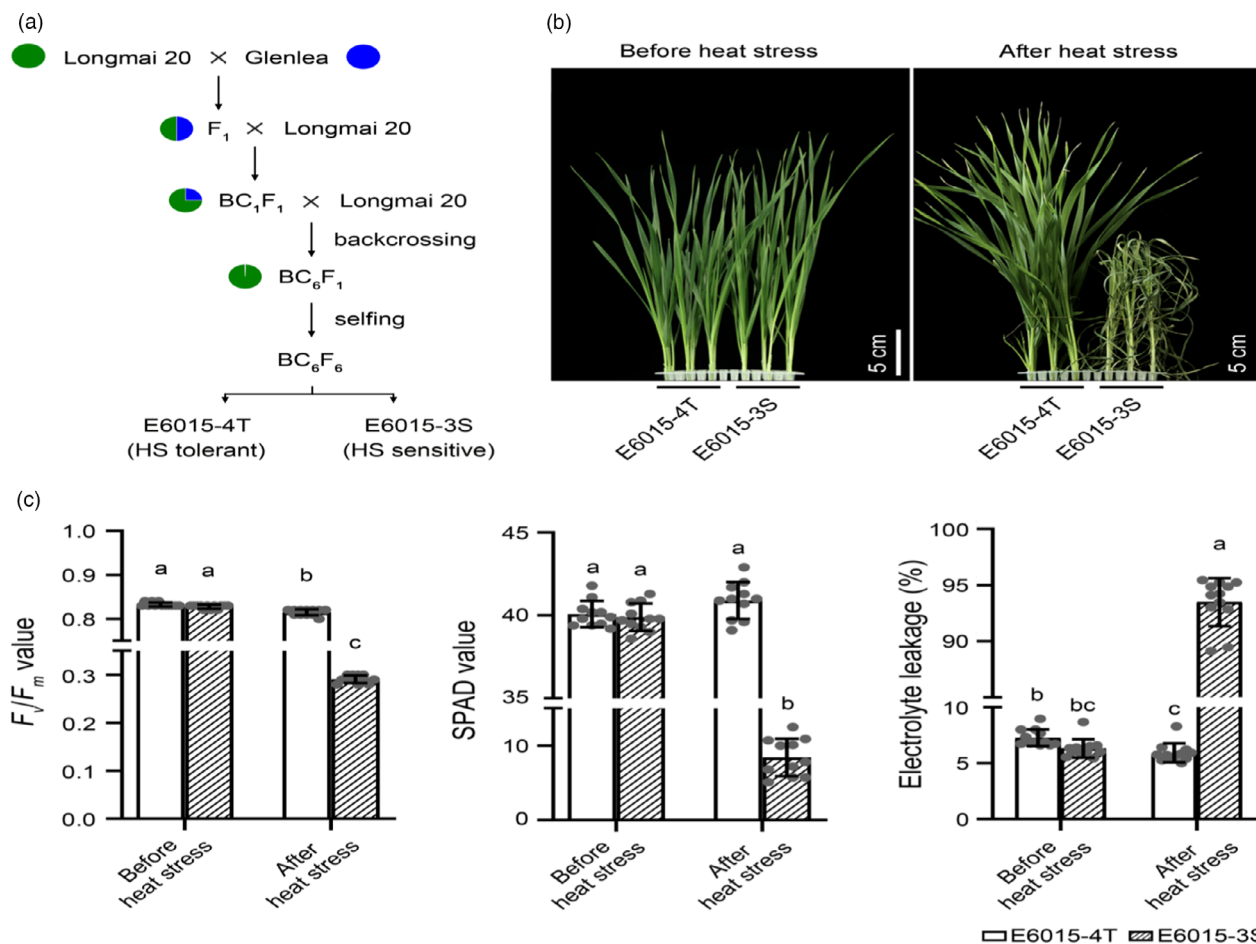 (a)
Longmai 20 × Glenlea
F1 × Longmai 20
BC1F1 × Longmai 20
backcrossing
BC6F1
selfing
BC6F6
E6015-4T
(HS tolerant)
E6015-3S
(HS sensitive)
(b)
Before heat stress
After heat stress
5 cm
5 cm
E6015-4T
E6015-3S
E6015-4T
E6015-3S
(c)
Fv/Fm value
1.0
0.9
0.8
0.3
0.2
0.1
0.0
a
a
b
c
Before
heat stress
After
heat stress
SPAD value
45
40
35
10
0
a
a
a
b
Before
heat stress
After
heat stress
Electrolyte leakage (%)
100
95
90
10
5
0
b
bc
c
a
Before
heat stress
After
heat stress
E6015-4T
E6015-3S